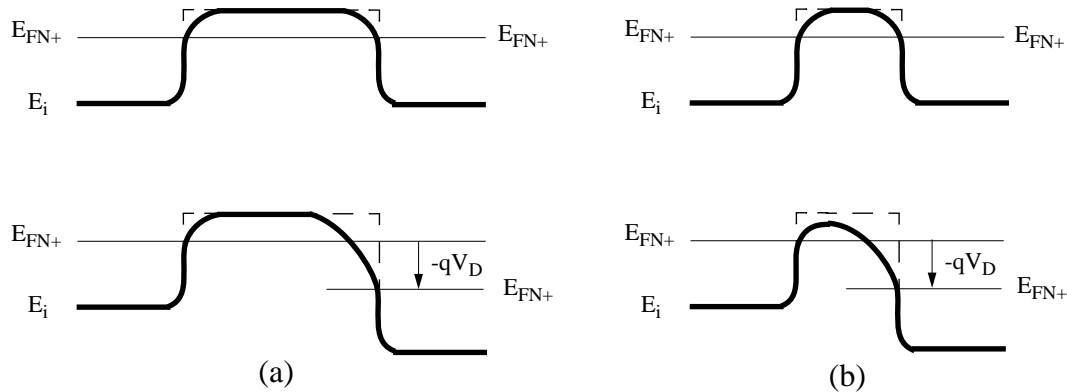 E_FN+ E_FN+
E_i
E_FN+ E_FN+
E_i
E_FN+
-qV_D
E_FN+
E_i
(a)
E_FN+
-qV_D
E_FN+
E_i
(b)